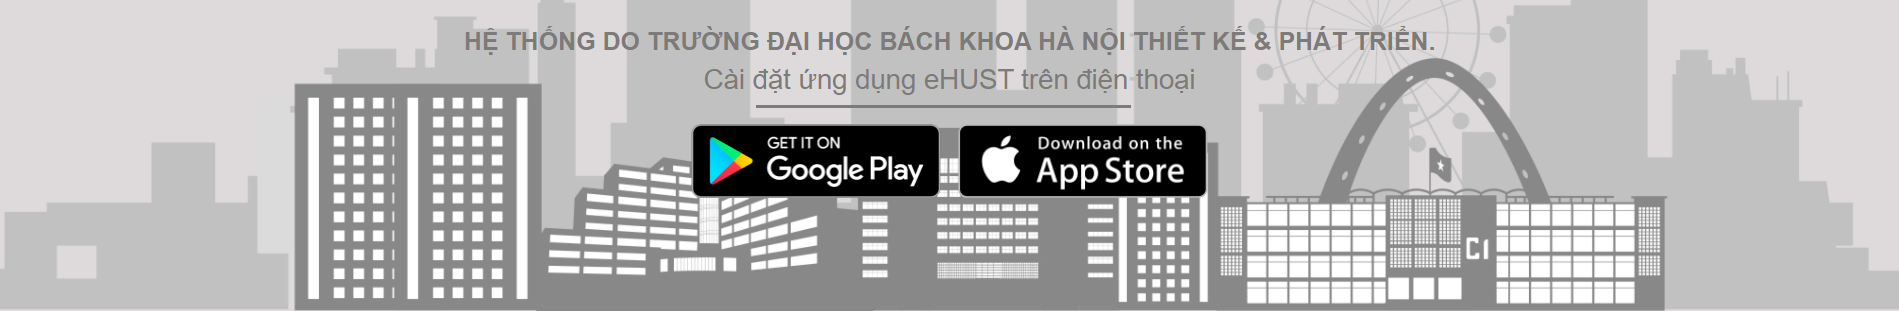 HỆ THỐNG DO TRƯỜNG ĐẠI HỌC BÁCH KHOA HÀ NỘI THIẾT KẾ & PHÁT TRIỂN.
Cài đặt ứng dụng eHUST trên điện thoại
GET IT ON
Google Play
Download on the
App Store
C1